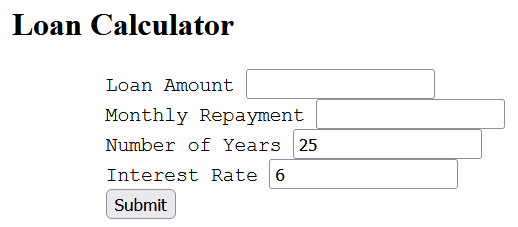 Loan Calculator
Loan Amount
Monthly Repayment
Number of Years 25
Interest Rate 6
Submit